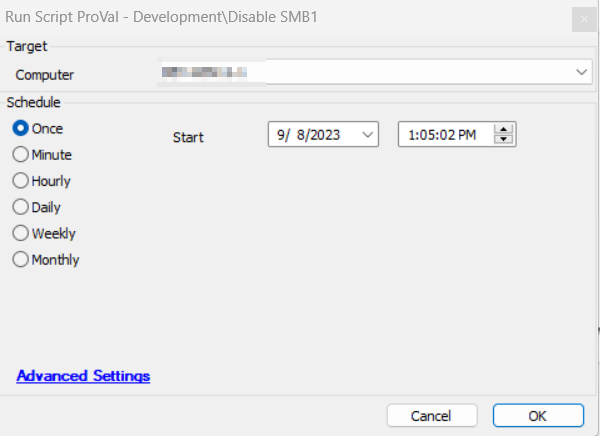 Run Script ProVal - Development\Disable SMB1
Target
Computer
Schedule
Once
Start
9/ 8/2023
1:05:02 PM
Minute
Hourly
Daily
Weekly
Monthly
Advanced Settings
Cancel
OK